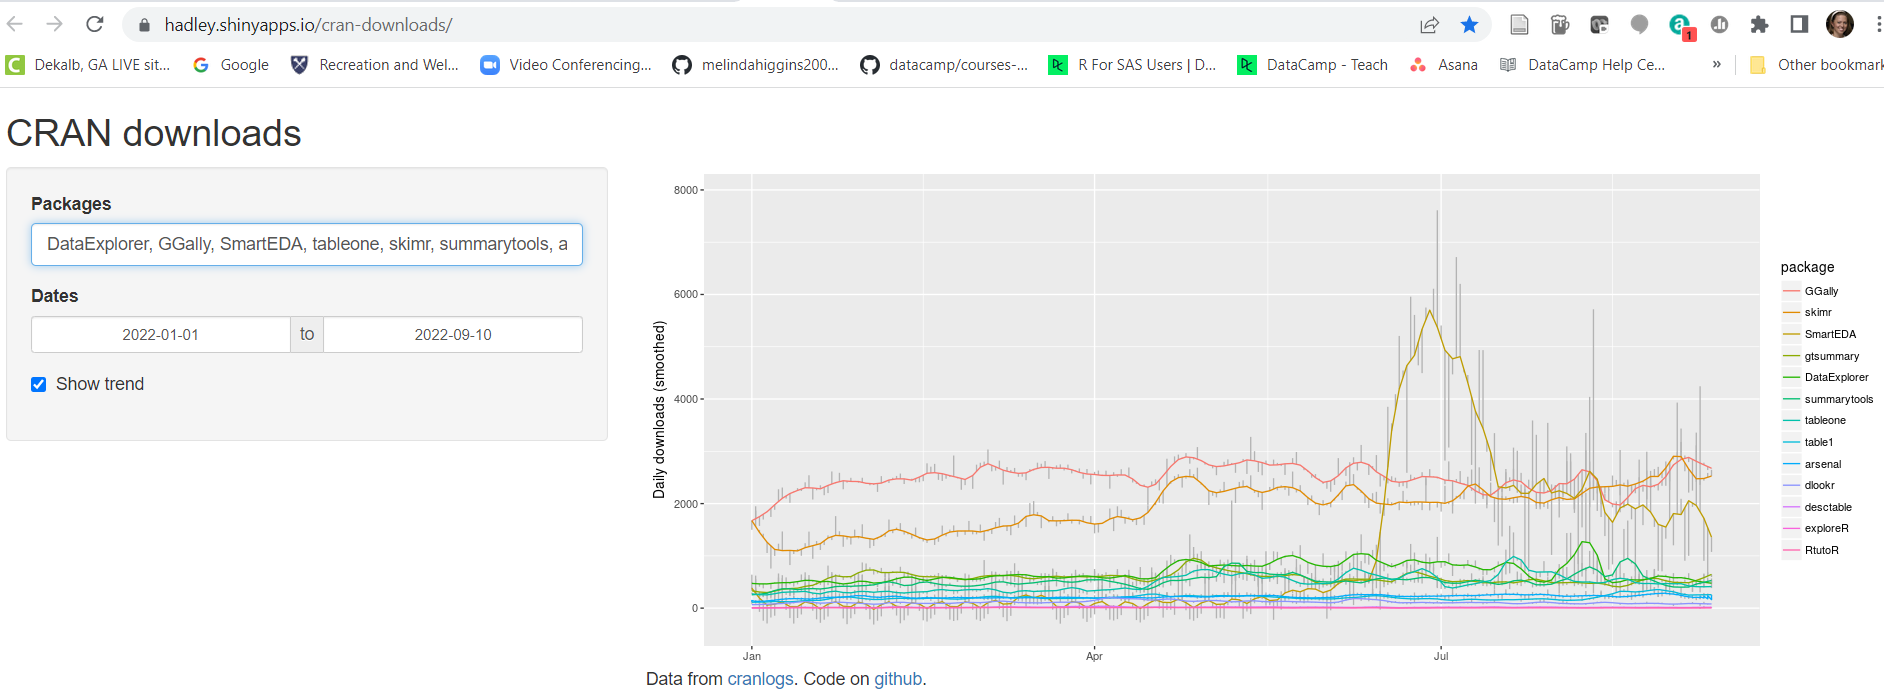 hadley.shinyapps.io/cran-downloads/
1
Dekalb, GA LIVE sit...
Google
Recreation and Wel...
Video Conferencing...
melindahiggins200...
datacamp/courses-...
R For SAS Users | D...
DataCamp - Teach
Asana
DataCamp Help Ce...
»
Other bookmark
CRAN downloads
Packages
DataExplorer, GGally, SmartEDA, tableone, skimr, summarytools, a
Dates
2022-01-01 to 2022-09-10
Show trend
Daily downloads (smoothed)
8000
6000
4000
2000
0
Jan Apr Jul
package
GGally
skimr
SmartEDA
gtsummary
DataExplorer
summarytools
tableone
table1
arsenal
dlookr
desctable
exploreR
RtutoR
Data from cranlogs. Code on github.